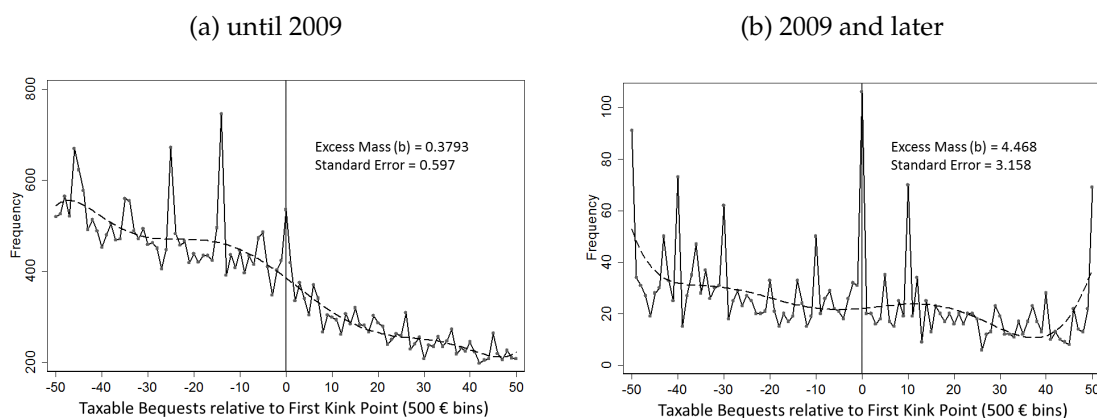 (a) until 2009
(b) 2009 and later
800
600
400
200
Frequency
Excess Mass (b) = 0.3793
Standard Error = 0.597
-50 -40 -30 -20 -10 0 10 20 30 40 50
Taxable Bequests relative to First Kink Point (500 € bins)
100
80
60
40
20
0
Frequency
Excess Mass (b) = 4.468
Standard Error = 3.158
-50 -40 -30 -20 -10 0 10 20 30 40 50
Taxable Bequests relative to First Kink Point (500 € bins)